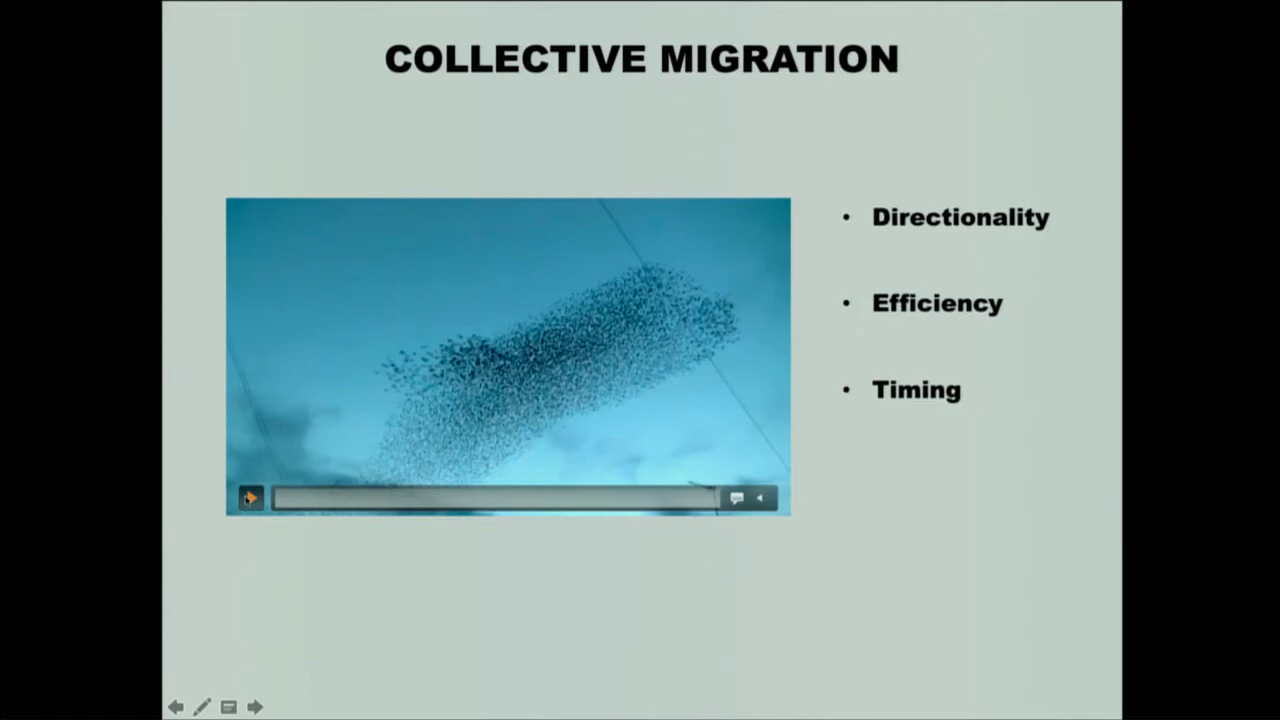 COLLECTIVE MIGRATION
• Directionality
• Efficiency
• Timing